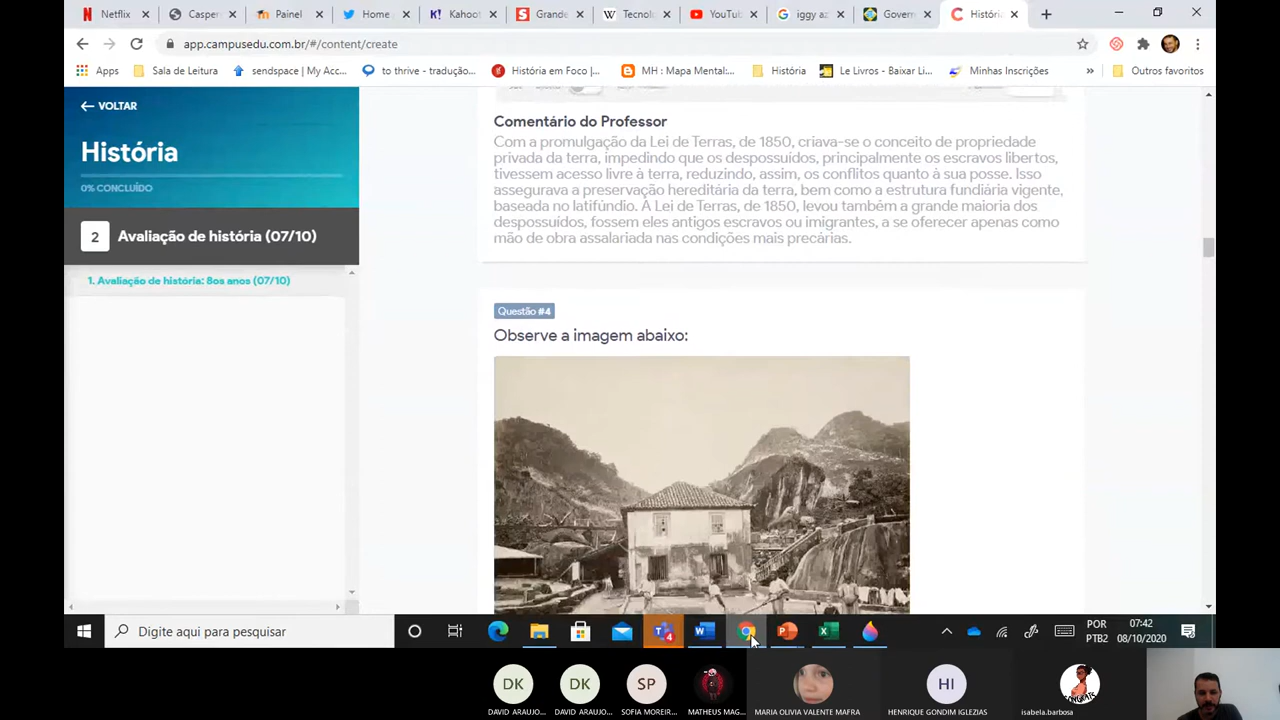 Netflix
Casper
Painel
Home
Kahoot
Grande
Tecnolo
YouTub
iggy az
Govern
Históri
app.campusedu.com.br/#/content/create
Apps
Sala de Leitura
sendspace | My Acc...
to thrive - tradução...
História em Foco |...
MH : Mapa Mental:...
História
Le Livros - Baixar Li...
Minhas Inscrições
»
Outros favoritos
VOLTAR
História
0% CONCLUÍDO
2
Avaliação de história (07/10)
1. Avaliação de história: 8os anos (07/10)
Comentário do Professor
Com a promulgação da Lei de Terras, de 1850, criava-se o conceito de propriedade
privada da terra, impedindo que os despossuídos, principalmente os escravos libertos,
tivessem acesso livre à terra, reduzindo, assim, os conflitos quanto à sua posse. Isso
assegurava a preservação hereditária da terra, bem como a estrutura fundiária vigente,
baseada no latifúndio. A Lei de Terras, de 1850, levou também a grande maioria dos
despossuídos, fossem eles antigos escravos ou imigrantes, a se oferecer apenas como
mão de obra assalariada nas condições mais precárias.
Questão #4
Observe a imagem abaixo:
Digite aqui para pesquisar
4
POR
PTB2
07:42
08/10/2020
DK
DK
SP
HI
DAVID ARAUJO...
DAVID ARAUJO...
SOFIA MOREIR...
MATHEUS MAG...
MARIA OLIVIA VALENTE MAFRA
HENRIQUE GONDIM IGLEZIAS
isabela.barbosa